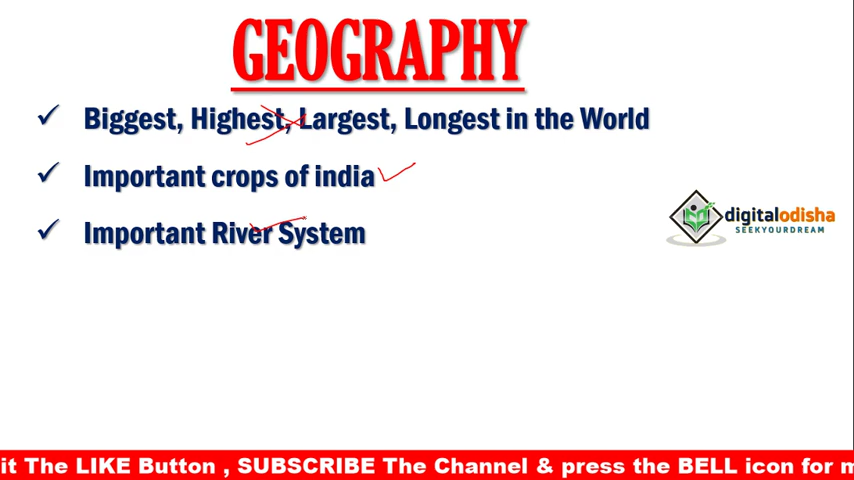 GEOGRAPHY
Biggest, Highest, Largest, Longest in the World
Important crops of india
Important River System
digitalodisha
SEEKYOURDREAM
it The LIKE Button , SUBSCRIBE The Channel & press the BELL icon for m